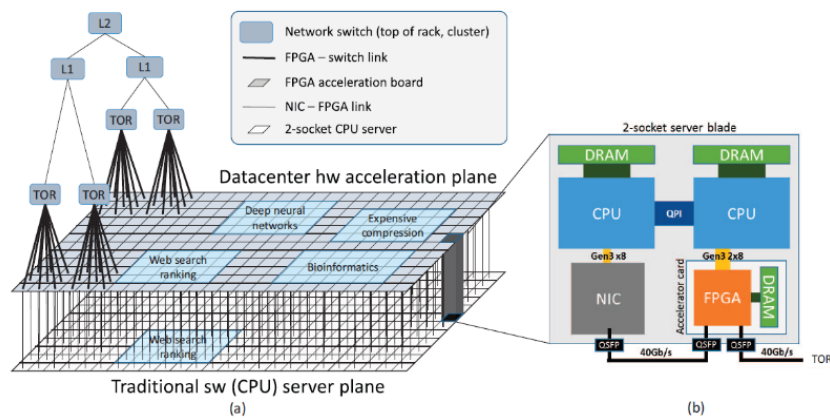 L2
L1
L1
TOR
TOR
TOR
TOR
Network switch (top of rack, cluster)
FPGA – switch link
FPGA acceleration board
NIC – FPGA link
2-socket CPU server
Datacenter hw acceleration plane
Deep neural
networks
Expensive
compression
Web search
ranking
Bioinformatics
Web search
ranking
Traditional sw (CPU) server plane
(a)
2-socket server blade
DRAM
DRAM
CPU
QPI
CPU
Gen3 x8
Gen3 2x8
NIC
Accelerator card
FPGA
DRAM
QSFP
QSFP
QSFP
40Gb/s
40Gb/s
TOR
(b)